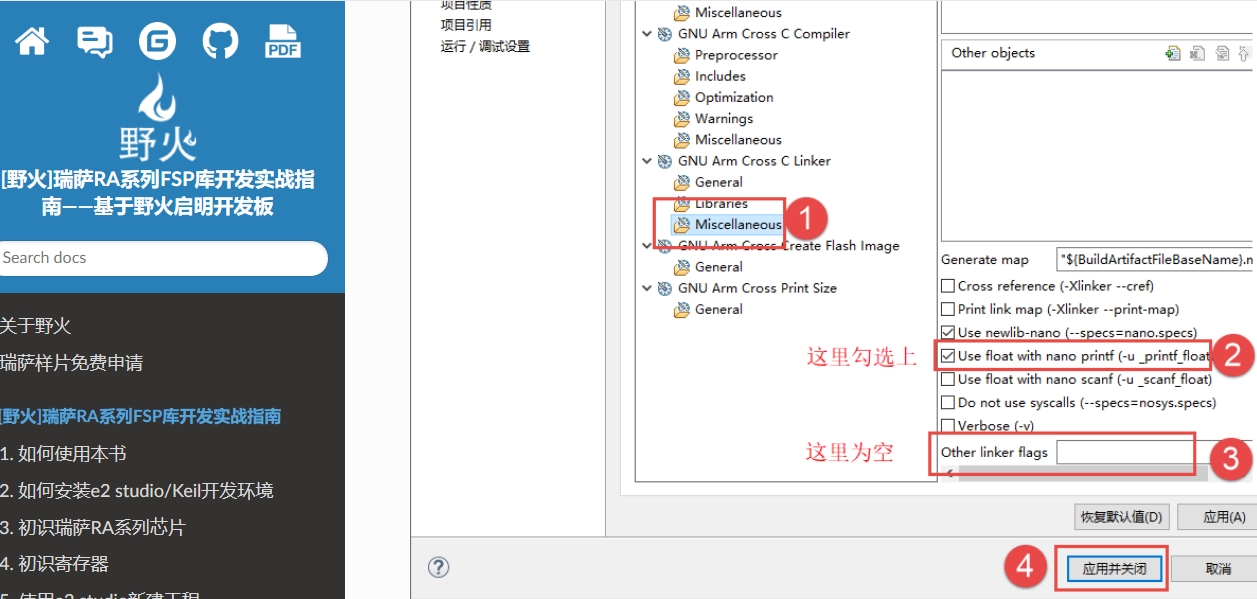 PDF
野火
[野火]瑞萨RA系列FSP库开发实战指
南——基于野火启明开发板
Search docs
关于野火
瑞萨样片免费申请
[野火]瑞萨RA系列FSP库开发实战指南
1. 如何使用本书
2. 如何安装e2 studio/Keil开发环境
3. 初识瑞萨RA系列芯片
4. 初识寄存器
5. 使用e2 studio新建工程
项目性质
项目引用
运行 / 调试设置
Miscellaneous
GNU Arm Cross C Compiler
Preprocessor
Includes
Optimization
Warnings
Miscellaneous
GNU Arm Cross C Linker
General
Libraries
Miscellaneous
1
GNU Arm Cross Create Flash Image
General
GNU Arm Cross Print Size
General
Other objects
Generate map
"${BuildArtifactFileBaseName}.m
Cross reference (-Xlinker --cref)
Print link map (-Xlinker --print-map)
Use newlib-nano (--specs=nano.specs)
这里勾选上
Use float with nano printf (-u _printf_float
2
Use float with nano scanf (-u _scanf_float)
Do not use syscalls (--specs=nosys.specs)
Verbose (-v)
这里为空
Other linker flags
3
恢复默认值(D)
应用(A)
?
4
应用并关闭
取消